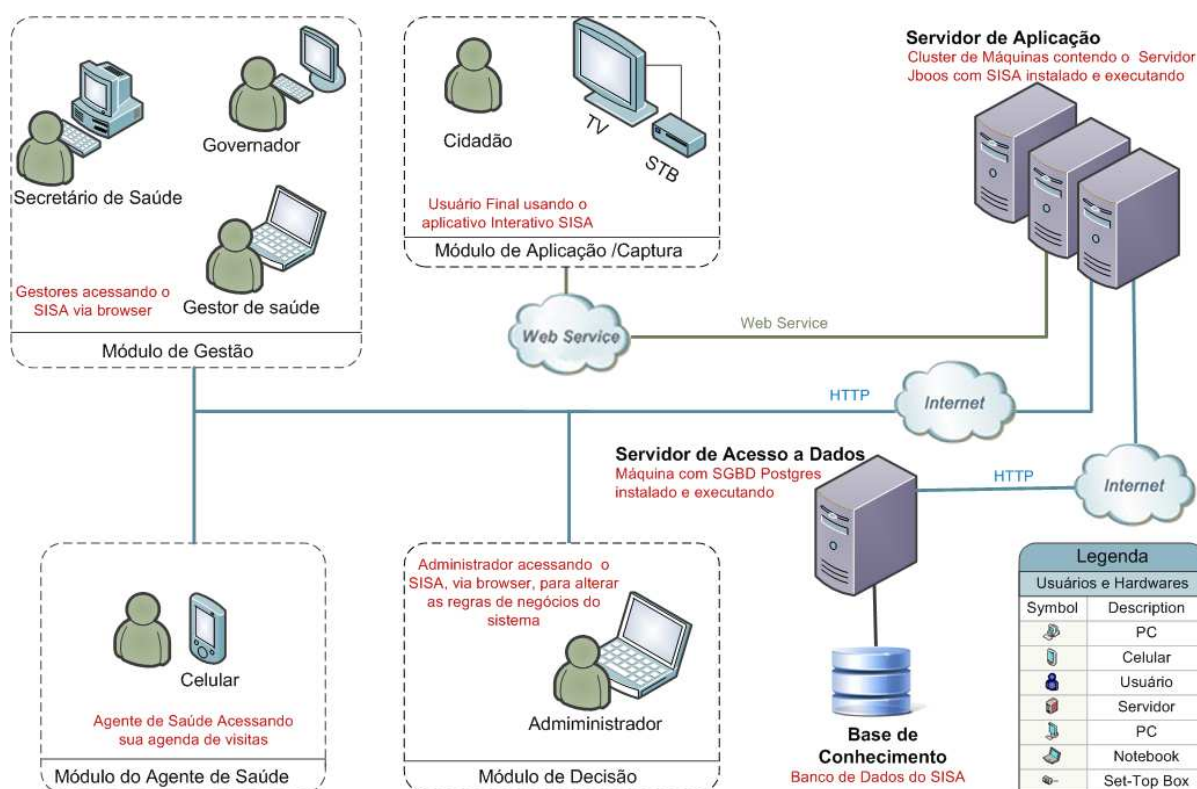 Secretário de Saúde
Governador
Gestores acessando o
SISA via browser
Gestor de saúde
Módulo de Gestão
Cidadão
TV
STB
Usuário Final usando o
aplicativo Interativo SISA
Módulo de Aplicação /Captura
Servidor de Aplicação
Cluster de Máquinas contendo o Servidor
Jboos com SISA instalado e executando
Web Service
Web Service
HTTP
Internet
Servidor de Acesso a Dados
Máquina com SGBD Postgres
instalado e executando
HTTP
Internet
Celular
Agente de Saúde Acessando
sua agenda de visitas
Módulo do Agente de Saúde
Administrador acessando o
SISA, via browser, para alterar
as regras de negócios do
sistema
Admiministrador
Módulo de Decisão
Base de
Conhecimento
Banco de Dados do SISA
Legenda
Usuários e Hardwares
Symbol Description
PC
Celular
Usuário
Servidor
PC
Notebook
Set-Top Box